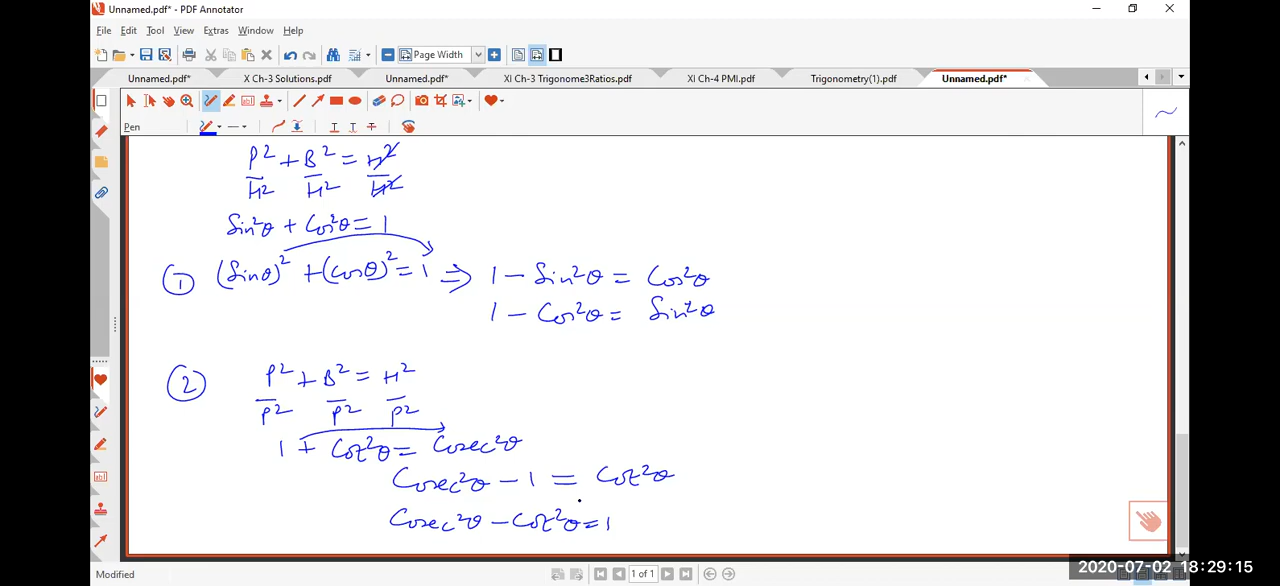 Unnamed.pdf* - PDF Annotator
File Edit Tool View Extras Window Help
Page Width
Unnamed.pdf* X Ch-3 Solutions.pdf Unnamed.pdf* XI Ch-3 Trigonome3Ratios.pdf XI Ch-4 PMI.pdf Trigonometry(1).pdf Unnamed.pdf*
Pen
P² + B² = H²
H² H² H²
Sin²θ + Cos²θ = 1
① (Sinθ)² + (Cosθ)² = 1 ⇒ 1 - Sin²θ = Cos²θ
1 - Cos²θ = Sin²θ
② P² + B² = H²
P² P² P²
1 + Cot²θ = Cosec²θ
Cosec²θ - 1 = Cot²θ
Cosec²θ - Cot²θ = 1
1 of 1
Modified
2020-07-02 18:29:15